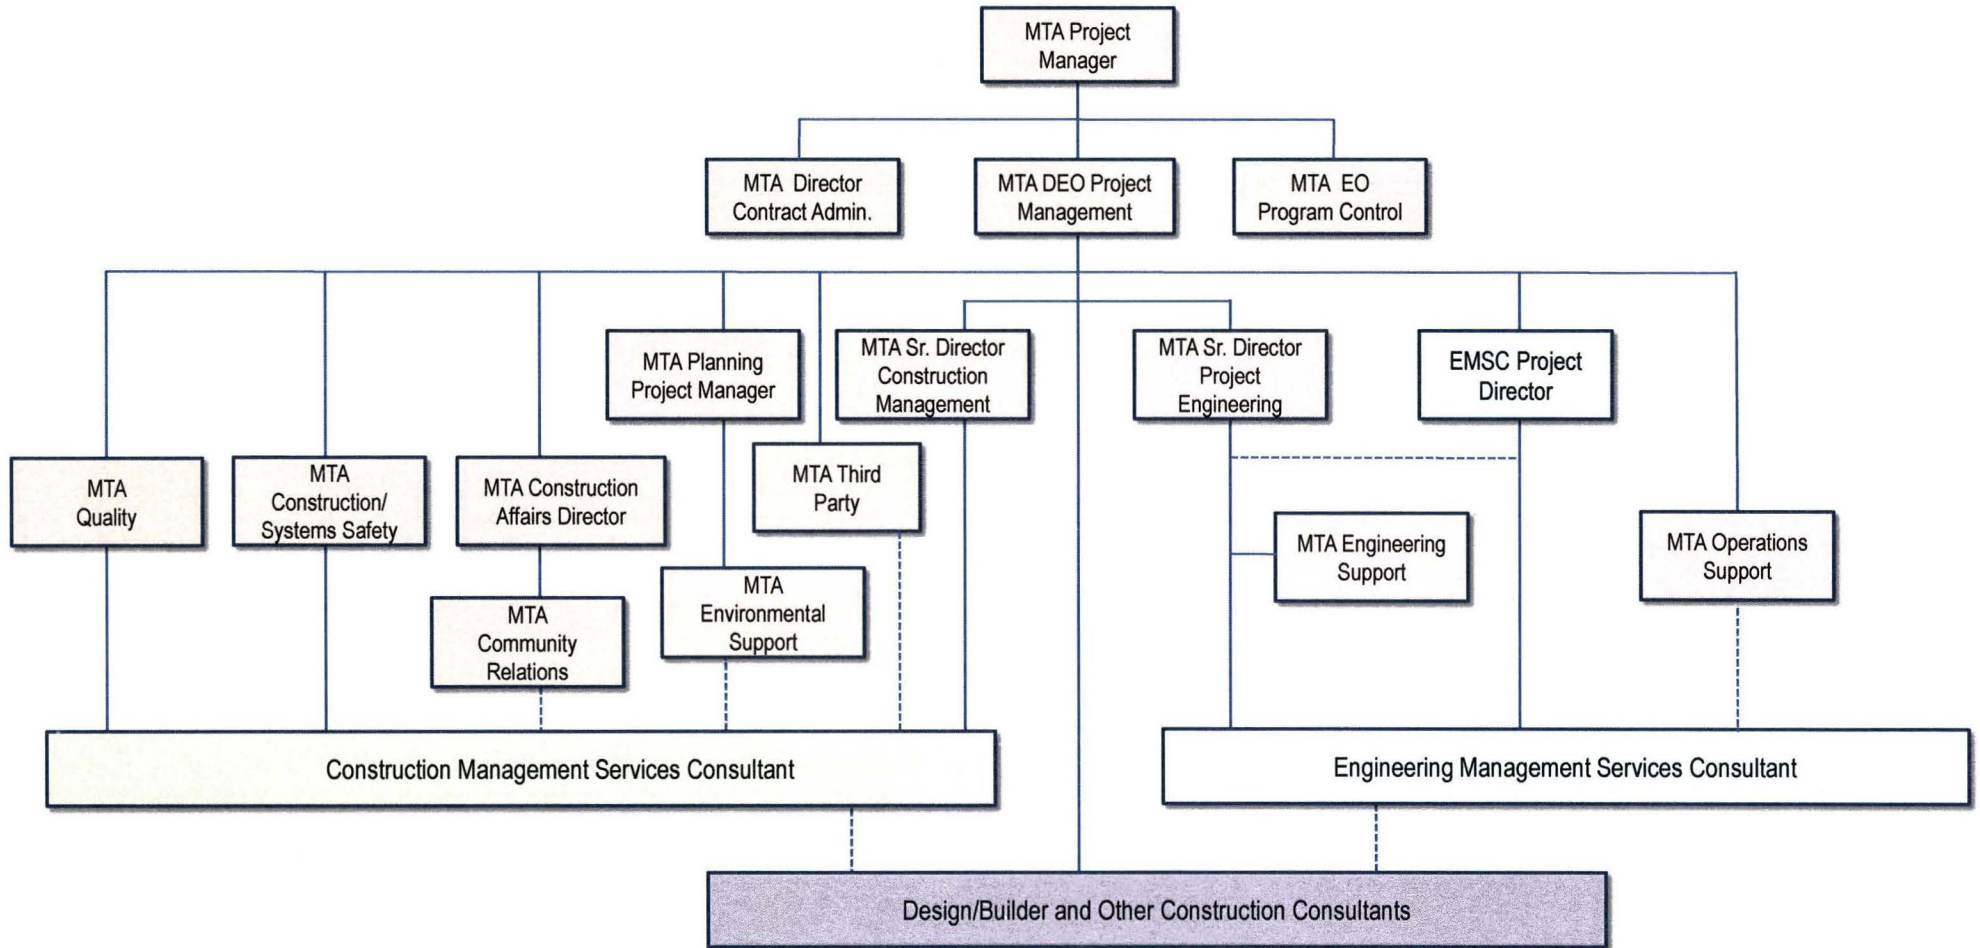 MTA Project
Manager
MTA Director
Contract Admin.
MTA DEO Project
Management
MTA EO
Program Control
MTA Planning
Project Manager
MTA Sr. Director
Construction
Management
MTA Sr. Director
Project
Engineering
EMSC Project
Director
MTA
Quality
MTA
Construction/
Systems Safety
MTA Construction
Affairs Director
MTA Third
Party
MTA Engineering
Support
MTA Operations
Support
MTA
Community
Relations
MTA
Environmental
Support
Construction Management Services Consultant
Engineering Management Services Consultant
Design/Builder and Other Construction Consultants